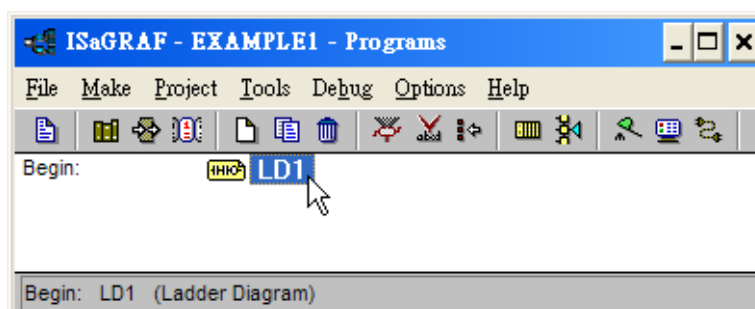 ISaGRAF - EXAMPLE1 - Programs
File Make Project Tools Debug Options Help
Begin: LD1
Begin: LD1 (Ladder Diagram)